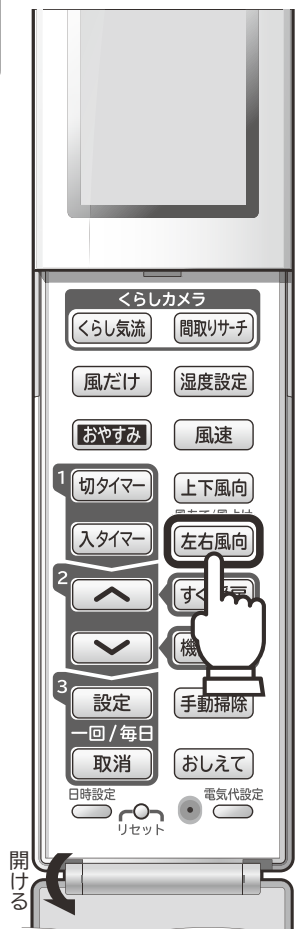 くらしカメラ
くらし気流
間取りサーチ
風だけ
湿度設定
おやすみ
風速
1
切タイマー
上下風向
入タイマー
左右風向
2
すぐ
機
3
設定
手動掃除
一回/毎日
取消
おしえて
日時設定
リセット
電気代設定
開ける